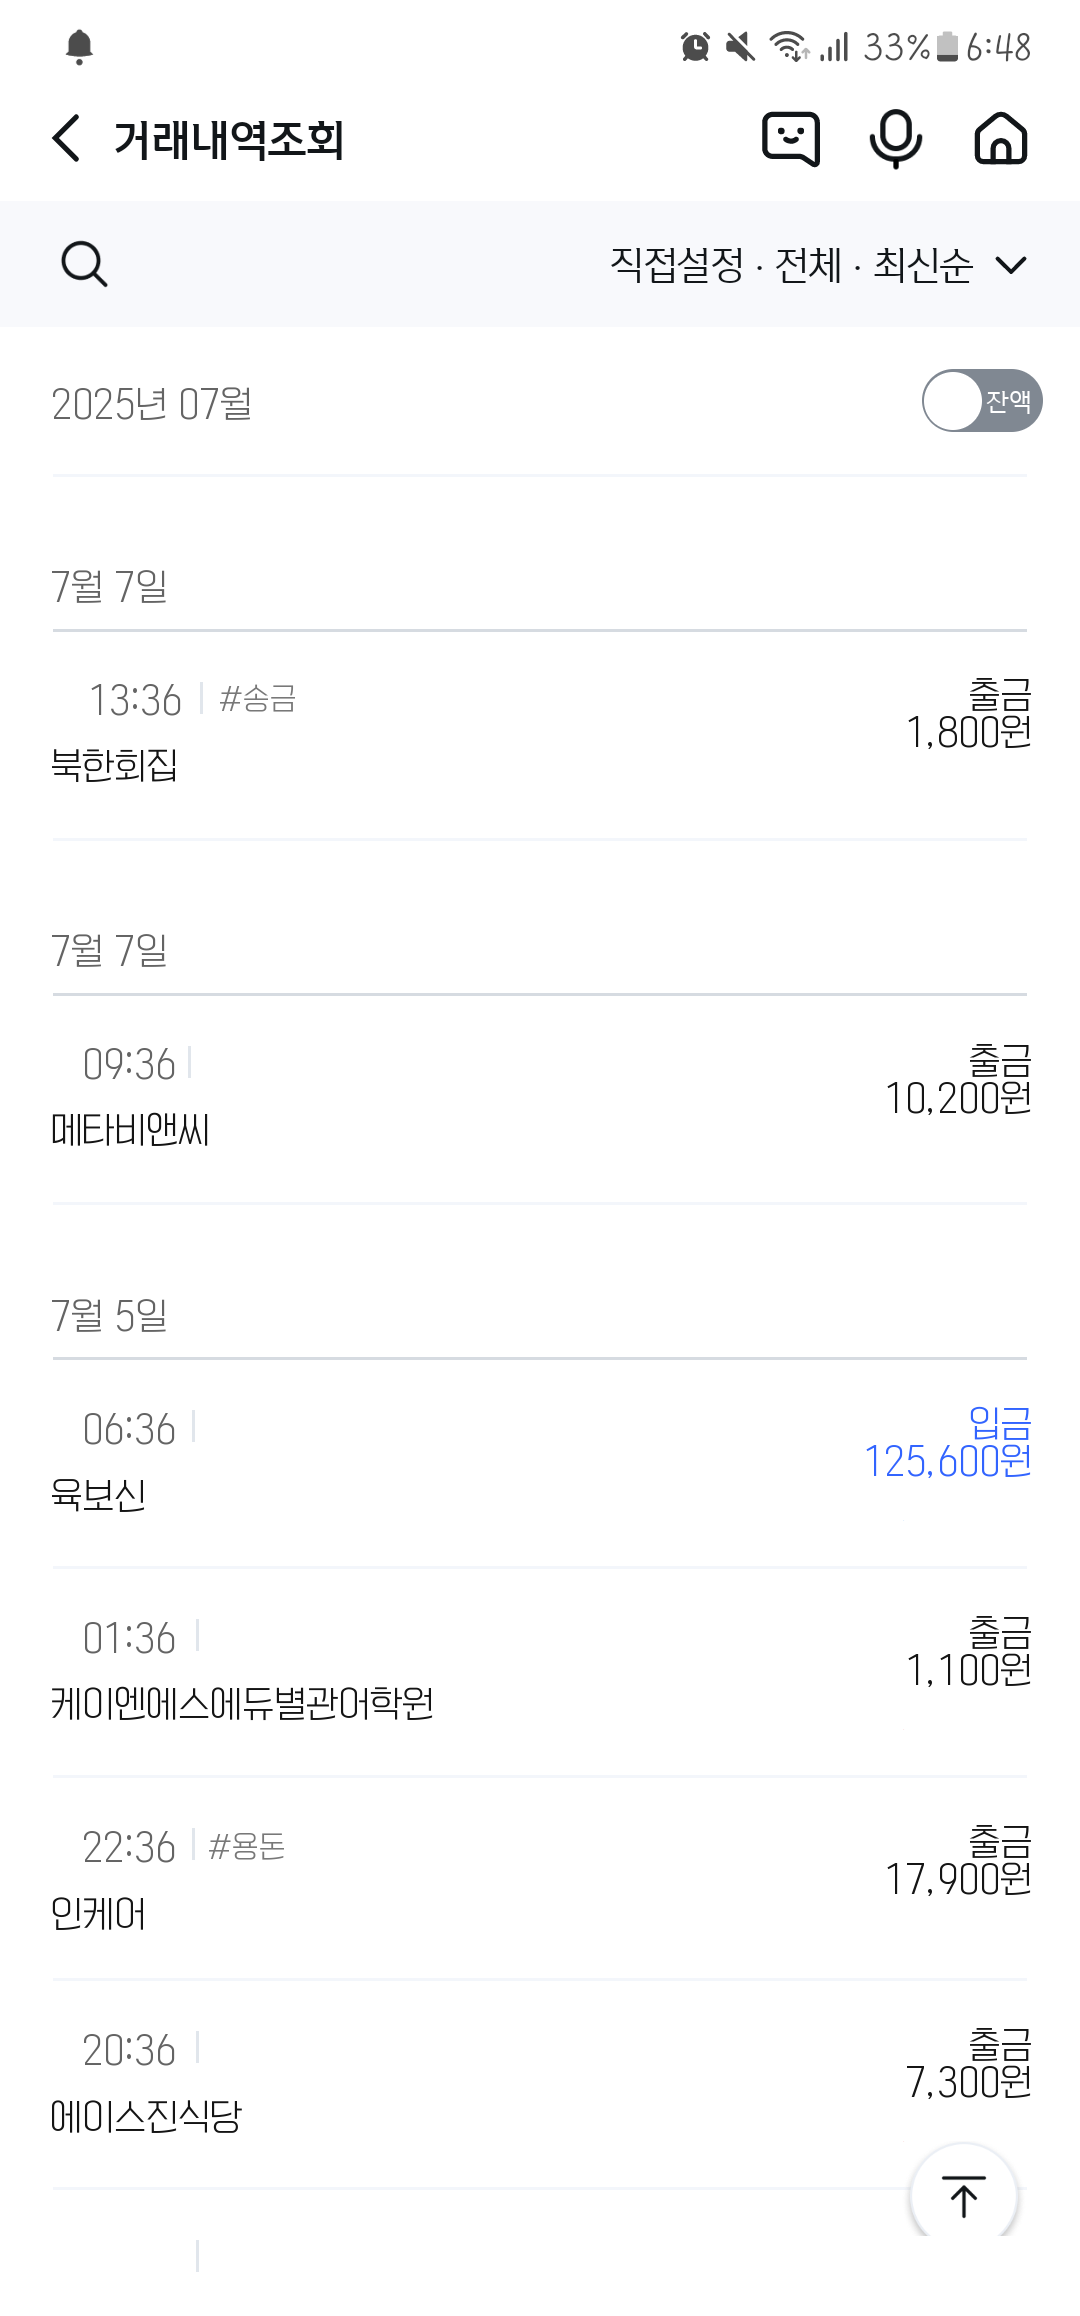 33% 6:48
거래내역조회
직접설정 · 전체 · 최신순
2025년 07월
잔액
7월 7일
13:36 #송금
출금
1,800원
북한회집
7월 7일
09:36
출금
10,200원
메타비앤씨
7월 5일
06:36
입금
125,600원
육보신
01:36
출금
1,100원
케이엔에스에듀별관어학원
22:36 #용돈
출금
17,900원
인케어
20:36
출금
7,300원
에이스진식당